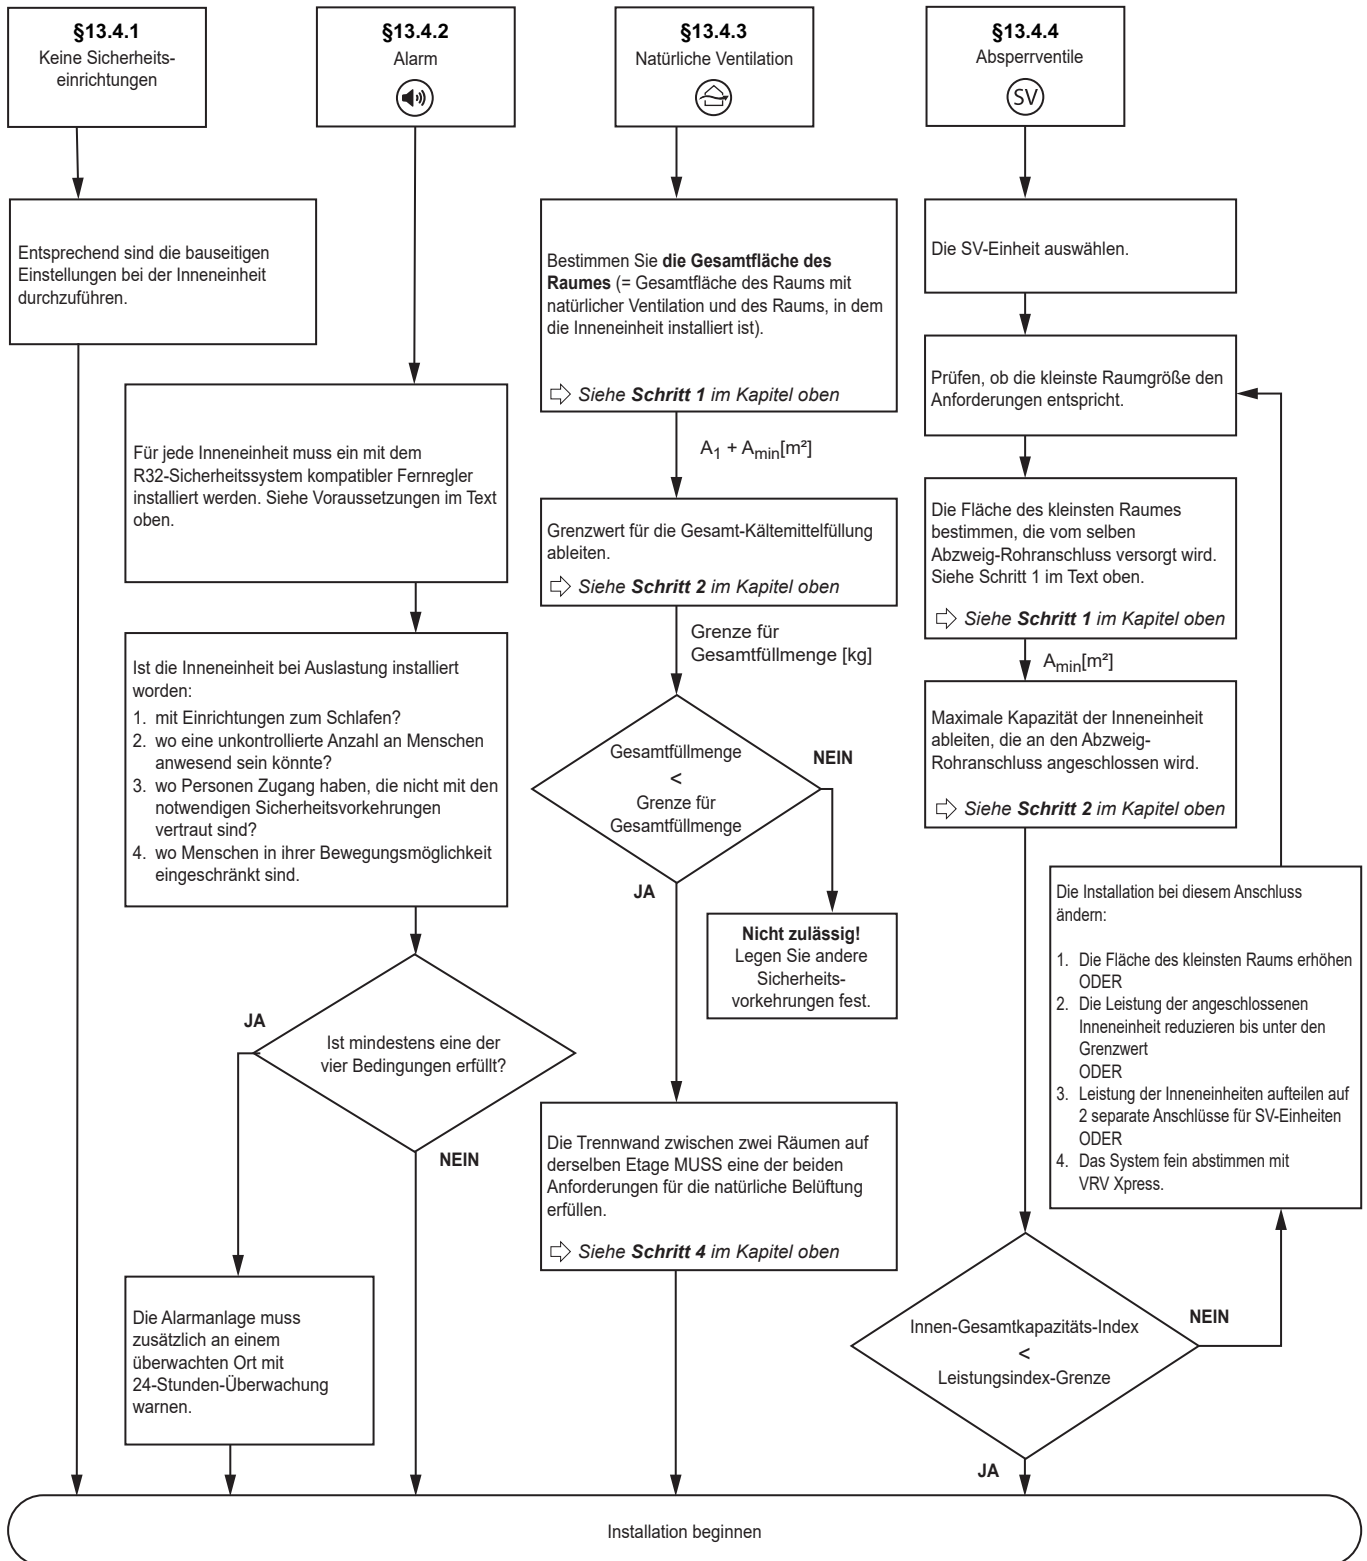 §13.4.1
Keine Sicherheits-
einrichtungen
§13.4.2
Alarm
§13.4.3
Natürliche Ventilation
§13.4.4
Absperrventile
SV
Entsprechend sind die bauseitigen
Einstellungen bei der Inneneinheit
durchzuführen.
Für jede Inneneinheit muss ein mit dem
R32-Sicherheitssystem kompatibler Fernregler
installiert werden. Siehe Voraussetzungen im Text
oben.
Ist die Inneneinheit bei Auslastung installiert
worden:
1. mit Einrichtungen zum Schlafen?
2. wo eine unkontrollierte Anzahl an Menschen
anwesend sein könnte?
3. wo Personen Zugang haben, die nicht mit den
notwendigen Sicherheitsvorkehrungen
vertraut sind?
4. wo Menschen in ihrer Bewegungsmöglichkeit
eingeschränkt sind.
JA
Ist mindestens eine der
vier Bedingungen erfüllt?
NEIN
Die Alarmanlage muss
zusätzlich an einem
überwachten Ort mit
24-Stunden-Überwachung
warnen.
Bestimmen Sie die Gesamtfläche des
Raumes (= Gesamtfläche des Raums mit
natürlicher Ventilation und des Raums, in dem
die Inneneinheit installiert ist).
⇨ Siehe Schritt 1 im Kapitel oben
A1 + Amin[m²]
Grenzwert für die Gesamt-Kältemittelfüllung
ableiten.
⇨ Siehe Schritt 2 im Kapitel oben
Grenze für
Gesamtfüllmenge [kg]
Gesamtfüllmenge
<
Grenze für
Gesamtfüllmenge
NEIN
JA
Nicht zulässig!
Legen Sie andere
Sicherheits-
vorkehrungen fest.
Die Trennwand zwischen zwei Räumen auf
derselben Etage MUSS eine der beiden
Anforderungen für die natürliche Belüftung
erfüllen.
⇨ Siehe Schritt 4 im Kapitel oben
Die SV-Einheit auswählen.
Prüfen, ob die kleinste Raumgröße den
Anforderungen entspricht.
Die Fläche des kleinsten Raumes
bestimmen, die vom selben
Abzweig-Rohranschluss versorgt wird.
Siehe Schritt 1 im Text oben.
⇨ Siehe Schritt 1 im Kapitel oben
Amin[m²]
Maximale Kapazität der Inneneinheit
ableiten, die an den Abzweig-
Rohranschluss angeschlossen wird.
⇨ Siehe Schritt 2 im Kapitel oben
Die Installation bei diesem Anschluss
ändern:
1. Die Fläche des kleinsten Raums erhöhen
ODER
2. Die Leistung der angeschlossenen
Inneneinheit reduzieren bis unter den
Grenzwert
ODER
3. Leistung der Inneneinheiten aufteilen auf
2 separate Anschlüsse für SV-Einheiten
ODER
4. Das System fein abstimmen mit
VRV Xpress.
Innen-Gesamtkapazitäts-Index
<
Leistungsindex-Grenze
NEIN
JA
Installation beginnen